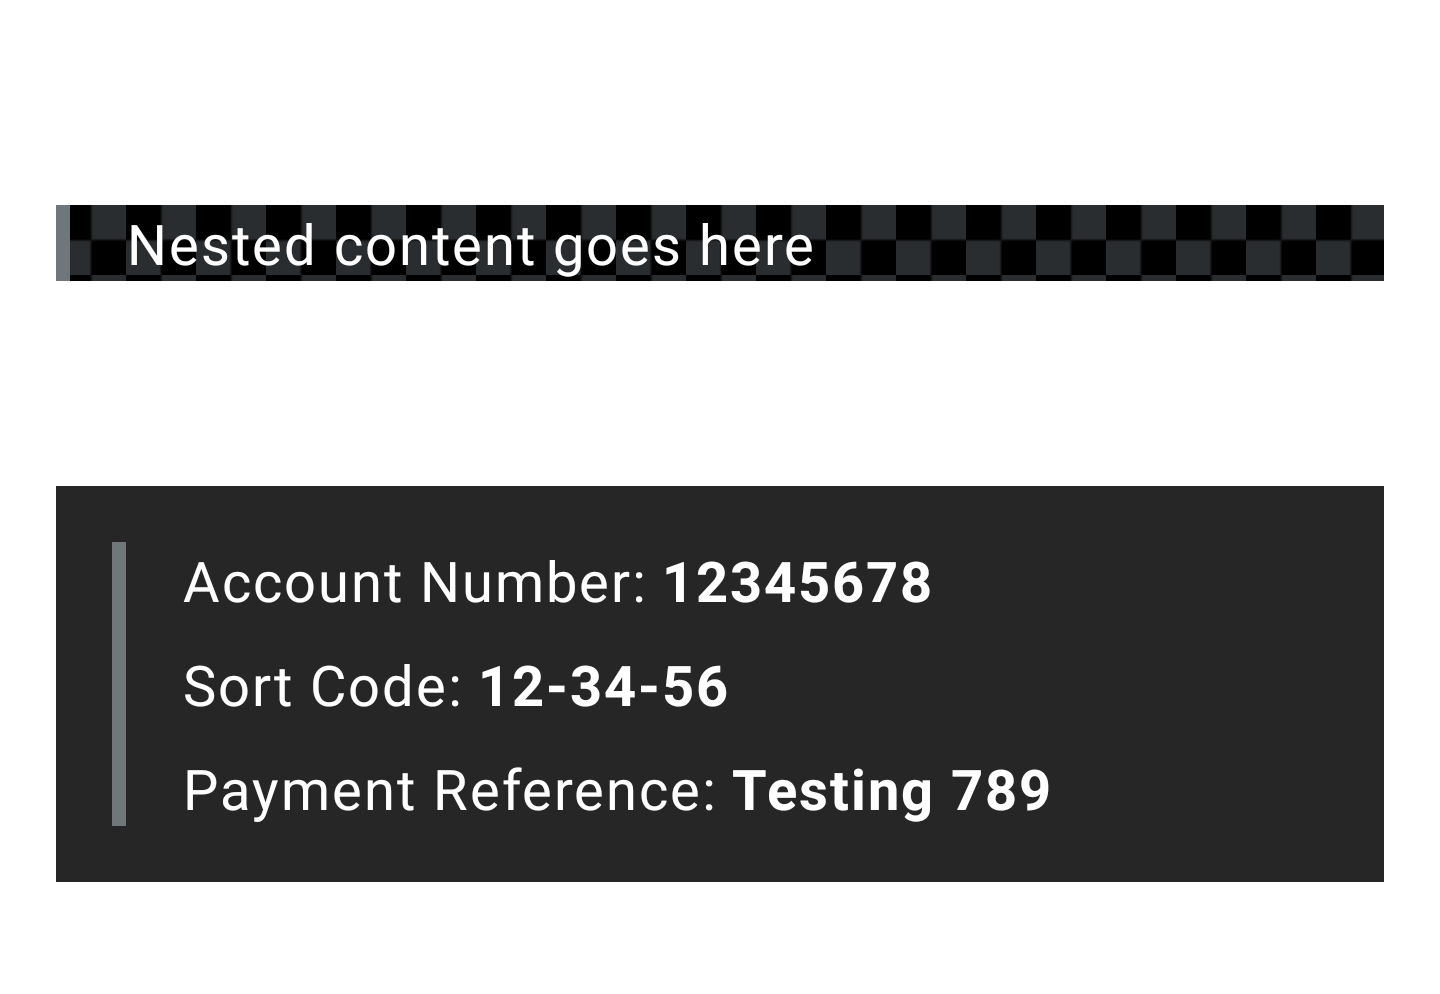 Nested content goes here
Account Number: 12345678
Sort Code: 12-34-56
Payment Reference: Testing 789